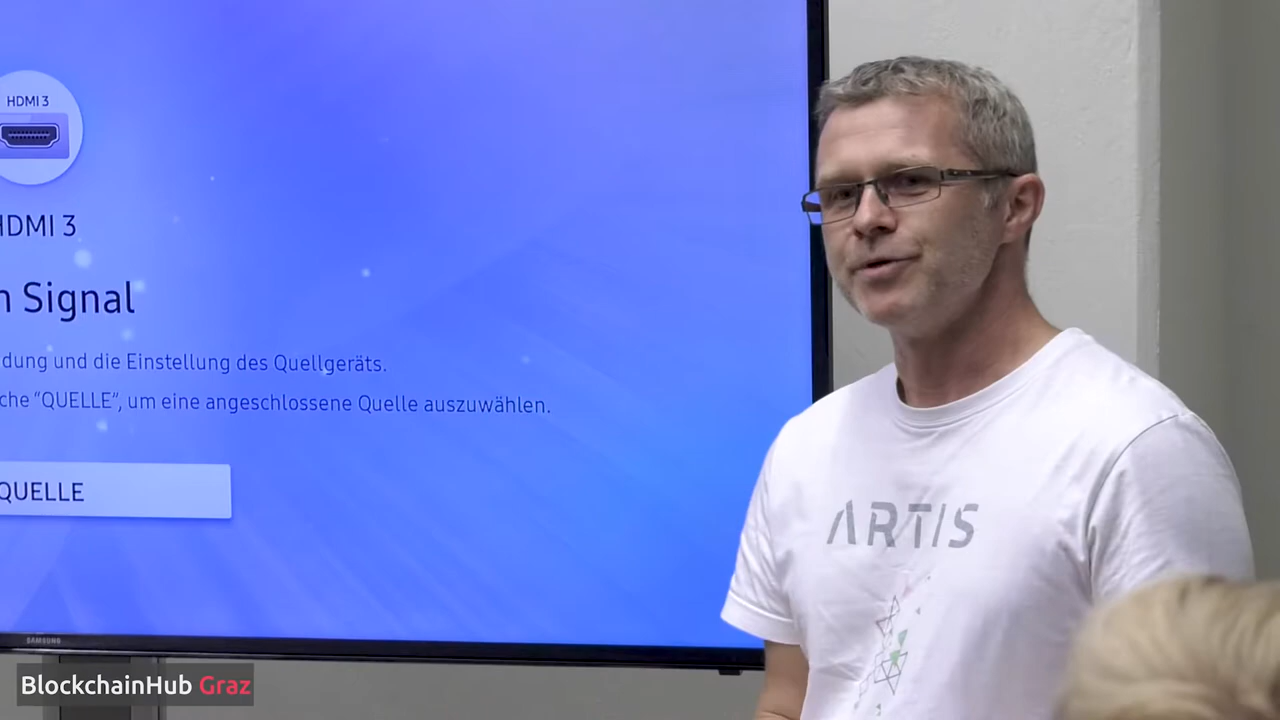 HDMI 3
HDMI 3
n Signal
dung und die Einstellung des Quellgeräts.
che "QUELLE", um eine angeschlossene Quelle auszuwählen.
QUELLE
ARTIS
SAMSUNG
BlockchainHub Graz